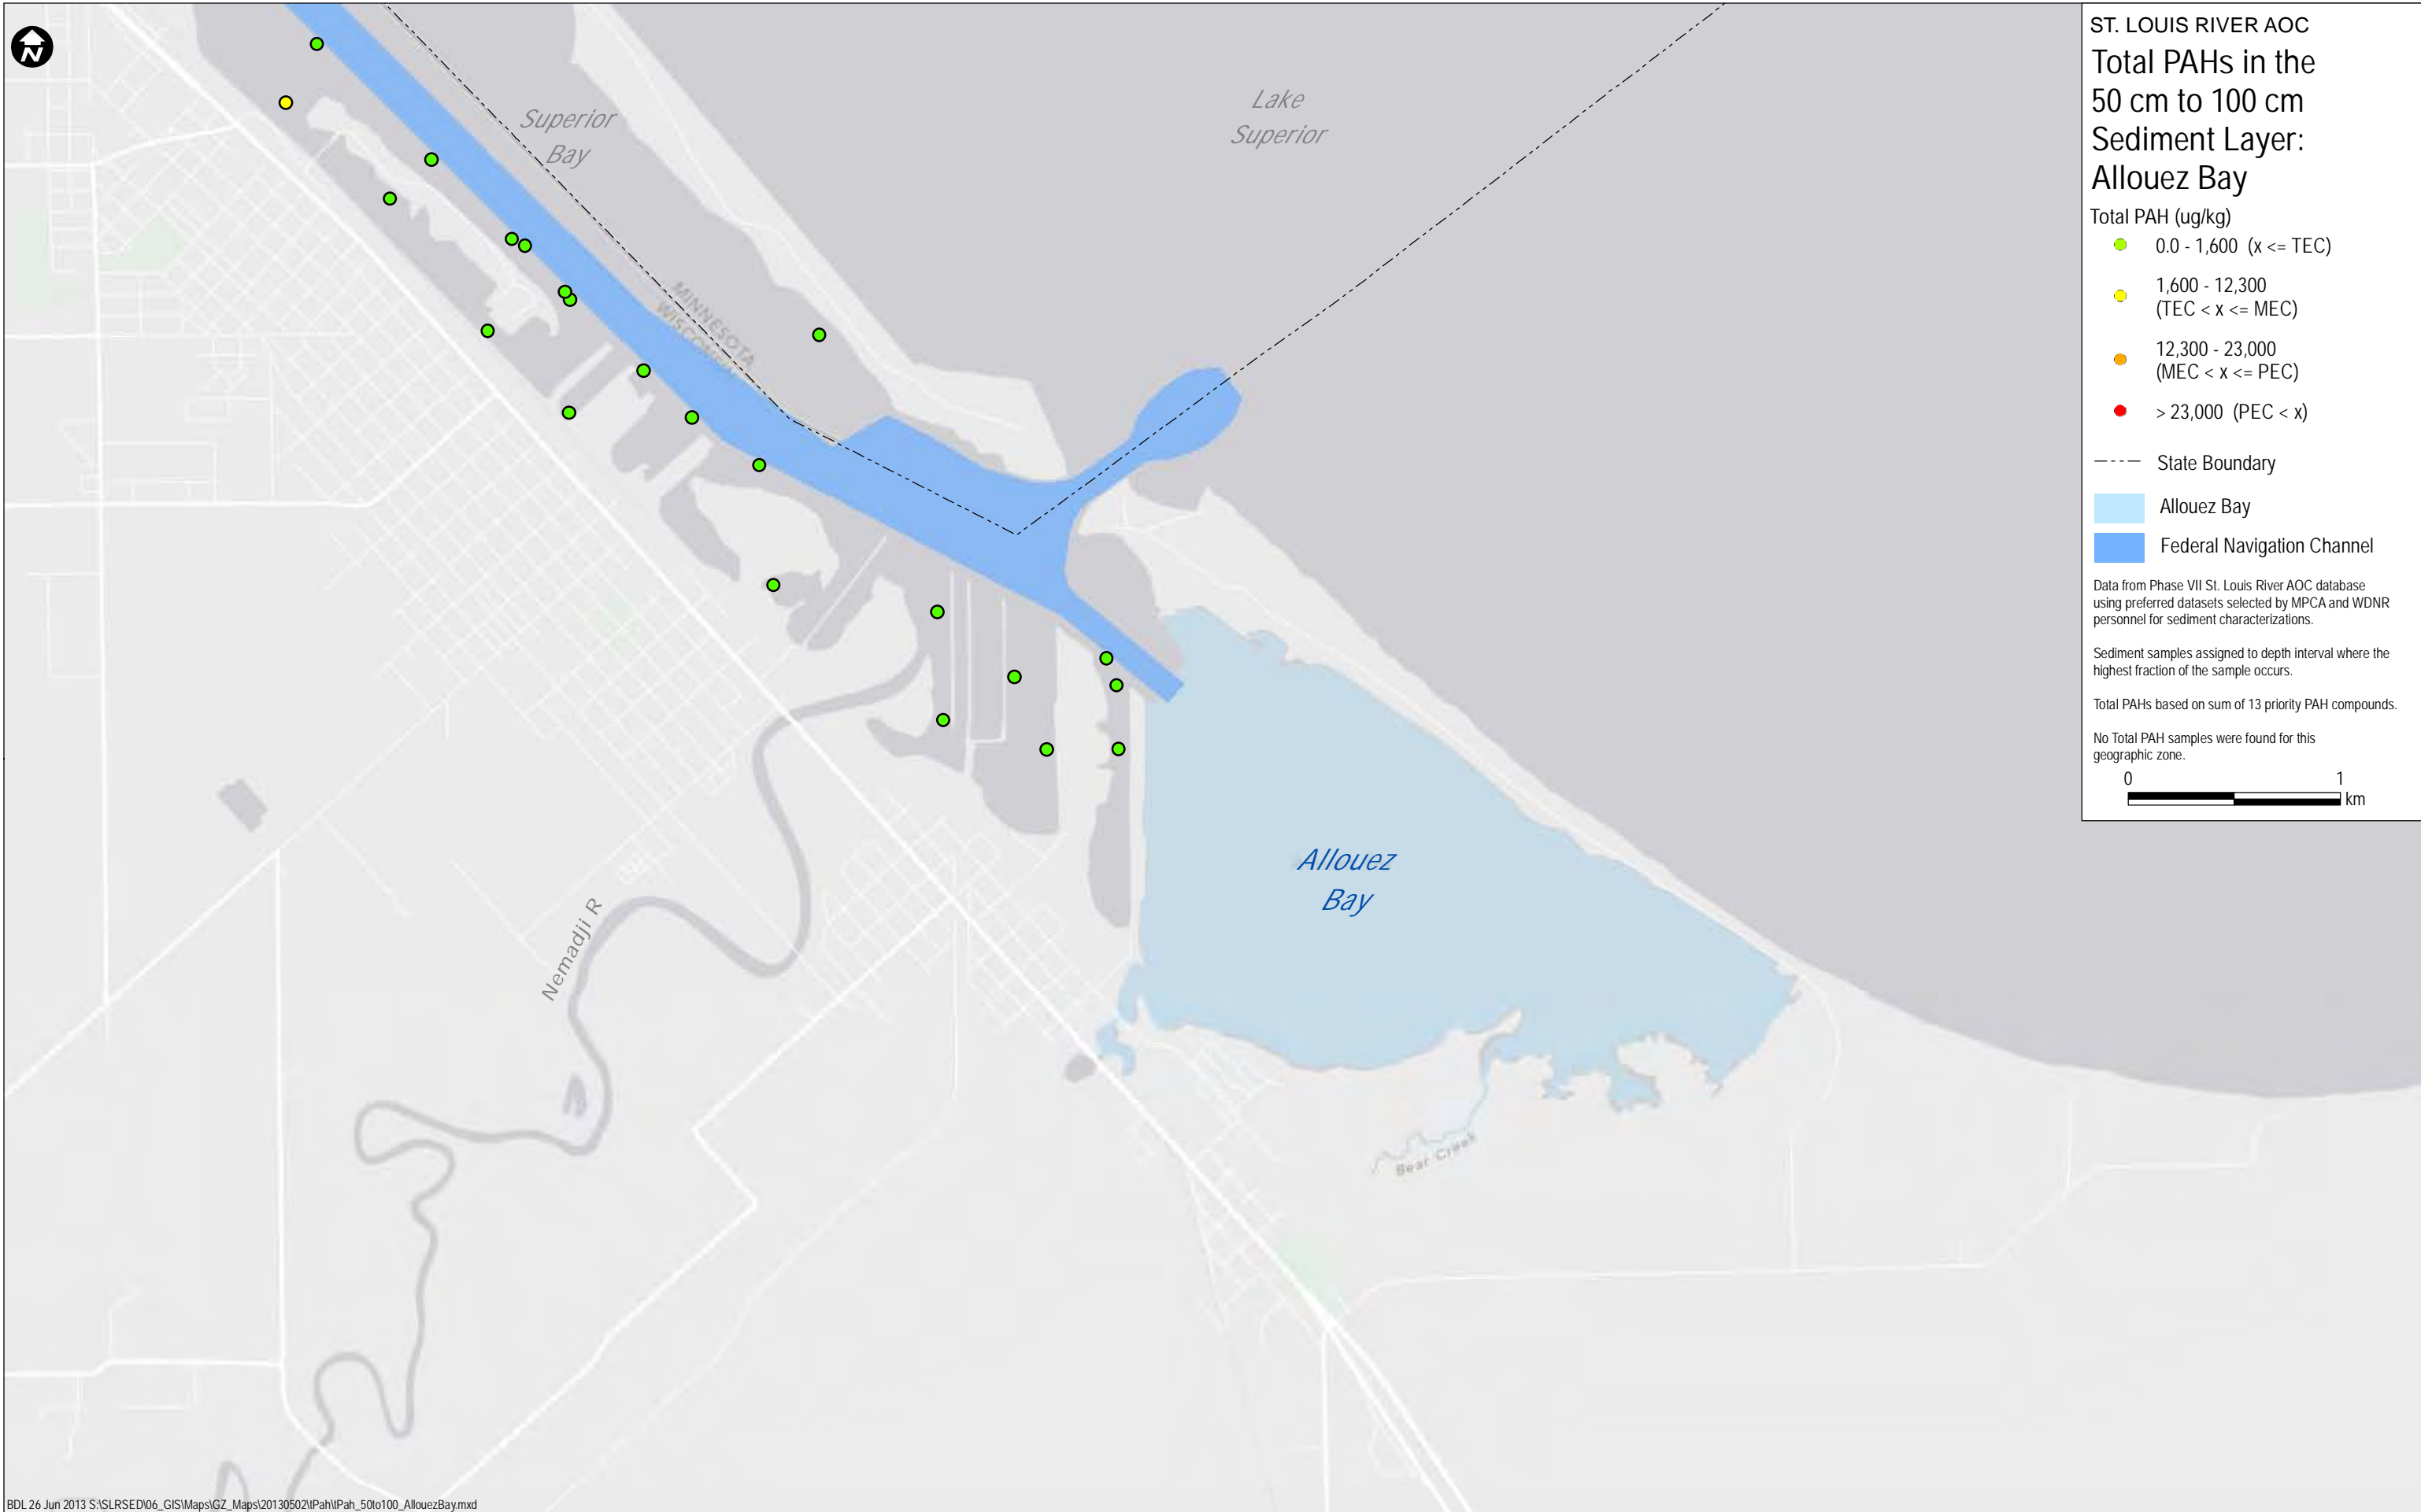 N
Superior
Bay
Lake
Superior
MINNESOTA
WISCONSIN
Allouez
Bay
Nemadji R
Bear Creek
ST. LOUIS RIVER AOC
Total PAHs in the
50 cm to 100 cm
Sediment Layer:
Allouez Bay
Total PAH (ug/kg)
0.0 - 1,600 (x <= TEC)
1,600 - 12,300
(TEC < x <= MEC)
12,300 - 23,000
(MEC < x <= PEC)
> 23,000 (PEC < x)
State Boundary
Allouez Bay
Federal Navigation Channel
Data from Phase VII St. Louis River AOC database
using preferred datasets selected by MPCA and WDNR
personnel for sediment characterizations.
Sediment samples assigned to depth interval where the
highest fraction of the sample occurs.
Total PAHs based on sum of 13 priority PAH compounds.
No Total PAH samples were found for this
geographic zone.
0 1
km
BDL 26 Jun 2013 S:\SLRSED\06_GIS\Maps\GZ_Maps\20130502\tPah\tPah_50to100_AllouezBay.mxd